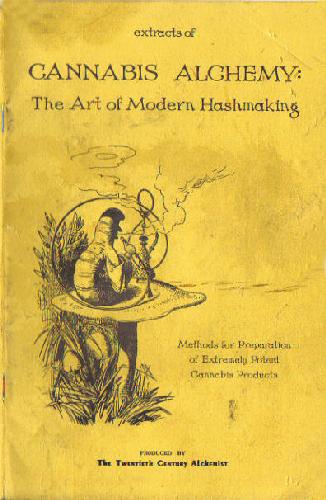 extracts of
CANNABIS ALCHEMY:
The Art of Modern Hashmaking
Methods for Preparation
of Extremely Potent
Cannabis Products
PRODUCED BY
The Twentieth Century Alchemist